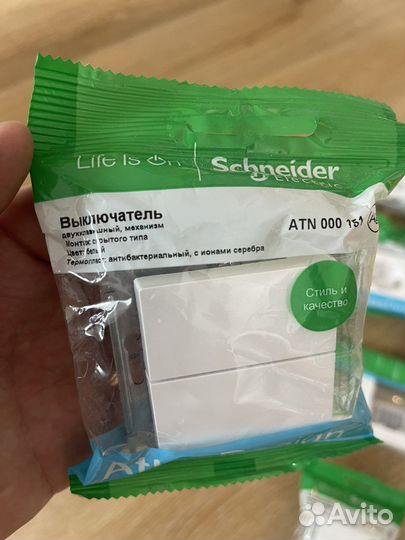 Life Is On | Schneider
Electric
Выключатель
двухклавишный, механизм
Монтаж скрытого типа
Цвет: белый
Термопласт: антибактериальный, с ионами серебра
ATN 000
Стиль и
качество
Avito